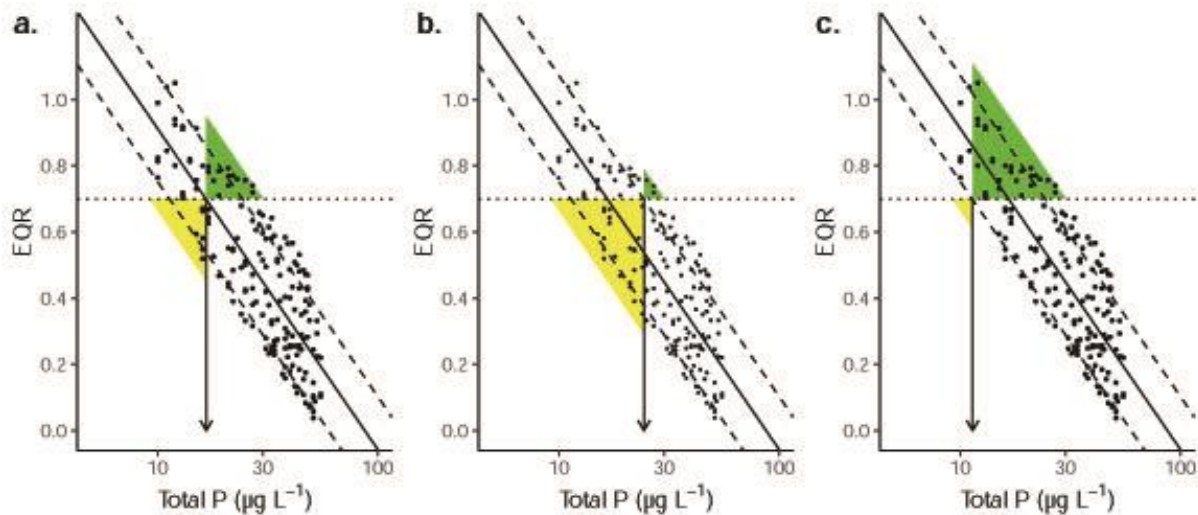 a. b. c.
EQR EQR EQR
1.0 1.0 1.0
0.8 0.8 0.8
0.6 0.6 0.6
0.4 0.4 0.4
0.2 0.2 0.2
0.0 0.0 0.0
10 30 100 10 30 100 10 30 100
Total P (µg L⁻¹) Total P (µg L⁻¹) Total P (µg L⁻¹)